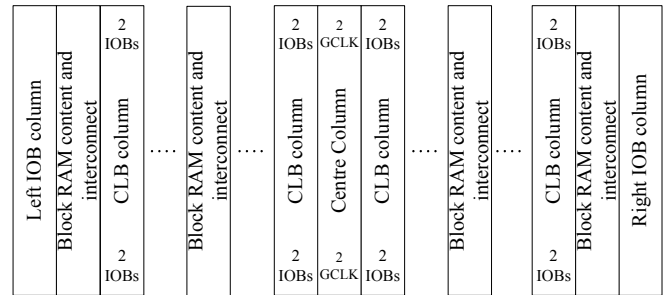 Left IOB column
Block RAM content and
interconnect
2
IOBs
CLB column
2
IOBs
....
Block RAM content and
interconnect
....
2
IOBs
CLB column
2
IOBs
2
GCLK
Centre Column
2
GCLK
2
IOBs
CLB column
2
IOBs
....
Block RAM content and
interconnect
....
2
IOBs
CLB column
2
IOBs
Block RAM content and
interconnect
Right IOB column